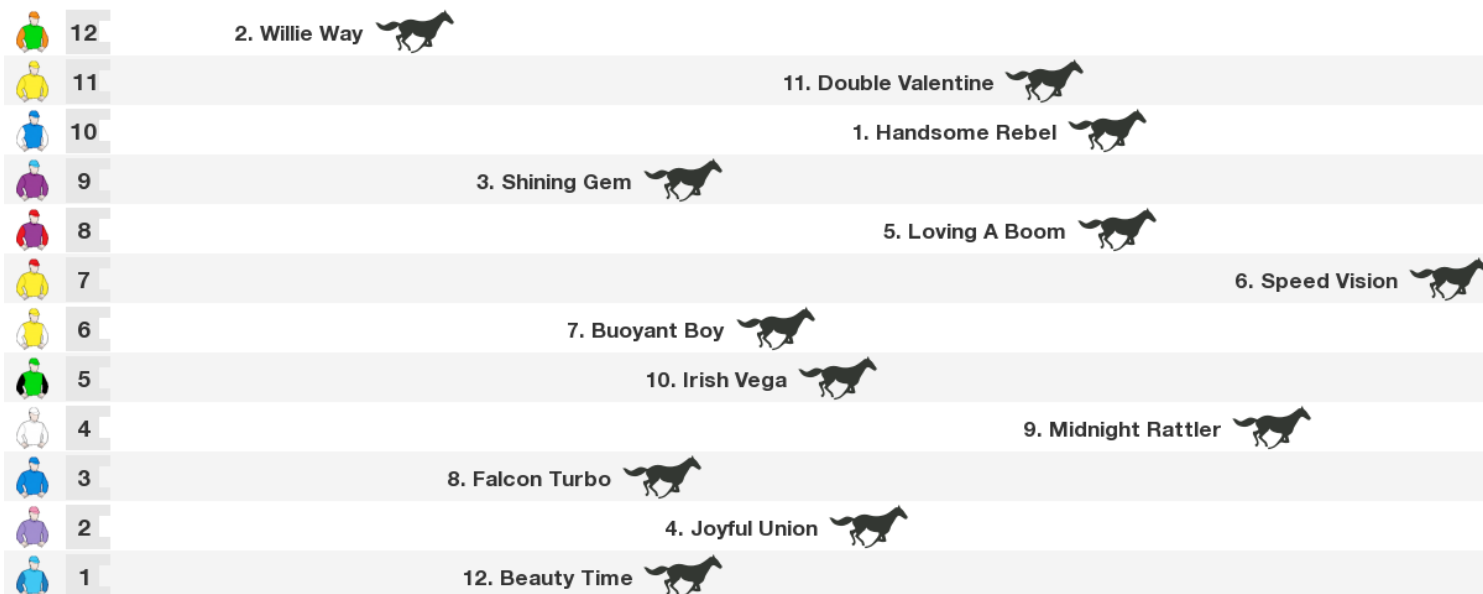 12 2. Willie Way
11 11. Double Valentine
10 1. Handsome Rebel
9 3. Shining Gem
8 5. Loving A Boom
7 6. Speed Vision
6 7. Buoyant Boy
5 10. Irish Vega
4 9. Midnight Rattler
3 8. Falcon Turbo
2 4. Joyful Union
1 12. Beauty Time